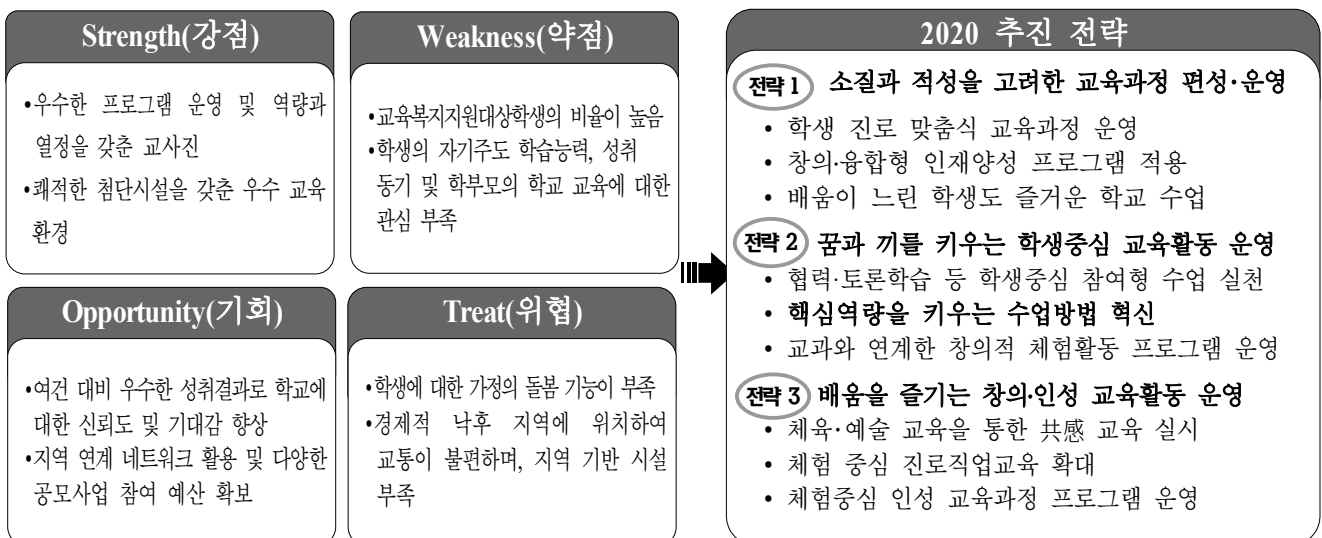 Strength(강점)
•우수한 프로그램 운영 및 역량과
열정을 갖춘 교사진
•쾌적한 첨단시설을 갖춘 우수 교육
환경
Weakness(약점)
•교육복지지원대상학생의 비율이 높음
•학생의 자기주도 학습능력, 성취
동기 및 학부모의 학교 교육에 대한
관심 부족
Opportunity(기회)
•여건 대비 우수한 성취결과로 학교에
대한 신뢰도 및 기대감 향상
•지역 연계 네트워크 활용 및 다양한
공모사업 참여 예산 확보
Treat(위협)
•학생에 대한 가정의 돌봄 기능이 부족
•경제적 낙후 지역에 위치하여
교통이 불편하며, 지역 기반 시설
부족
2020 추진 전략
전략 1 소질과 적성을 고려한 교육과정 편성·운영
• 학생 진로 맞춤식 교육과정 운영
• 창의·융합형 인재양성 프로그램 적용
• 배움이 느린 학생도 즐거운 학교 수업
전략 2 꿈과 끼를 키우는 학생중심 교육활동 운영
• 협력·토론학습 등 학생중심 참여형 수업 실천
• 핵심역량을 키우는 수업방법 혁신
• 교과와 연계한 창의적 체험활동 프로그램 운영
전략 3 배움을 즐기는 창의·인성 교육활동 운영
• 체육·예술 교육을 통한 共感 교육 실시
• 체험 중심 진로직업교육 확대
• 체험중심 인성 교육과정 프로그램 운영